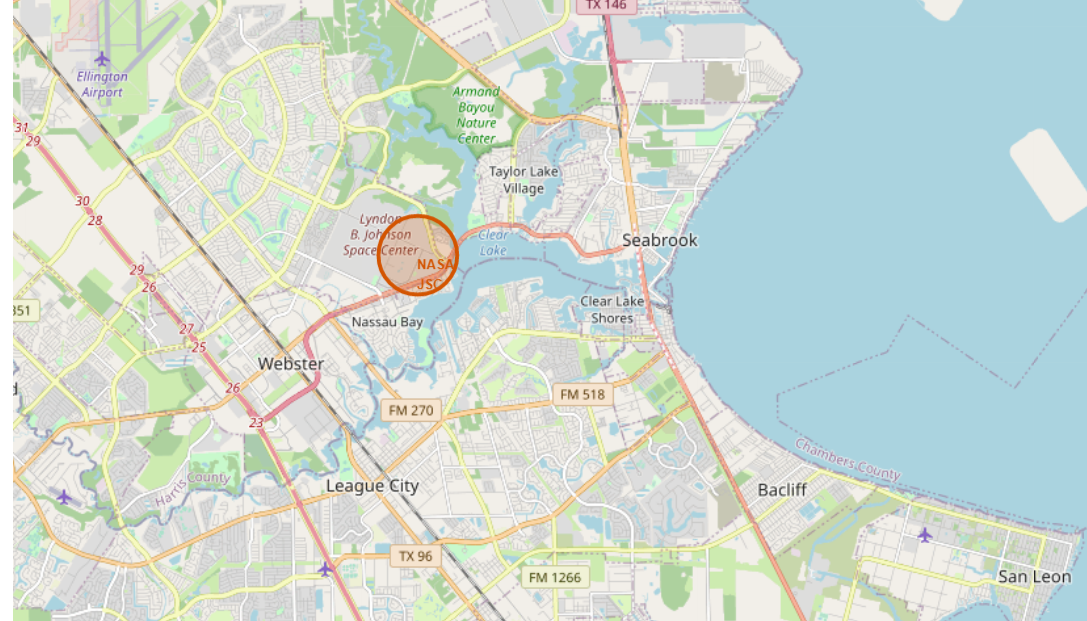 TX 146
Ellington
Airport
Armand
Bayou
Nature
Center
31
29
Taylor Lake
Village
30
28
Lyndon
B. Johnson
Space Center
Clear
Lake
Seabrook
NASA
JSC
29
26
Clear Lake
Shores
351
Nassau Bay
27
25
Webster
26
FM 518
FM 270
23
Chambers County
Harris County
League City
Bacliff
TX 96
FM 1266
San Leon